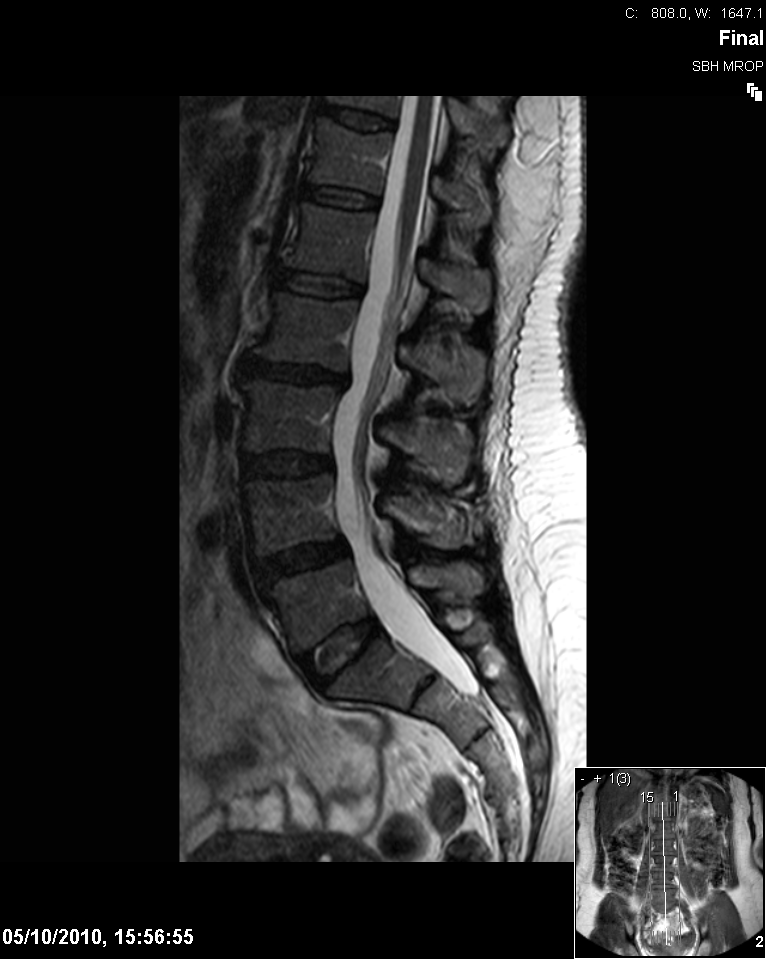 C: 808.0, W: 1647.1
Final
SBH MROP
- + 1(3)
15 1
05/10/2010, 15:56:55
2